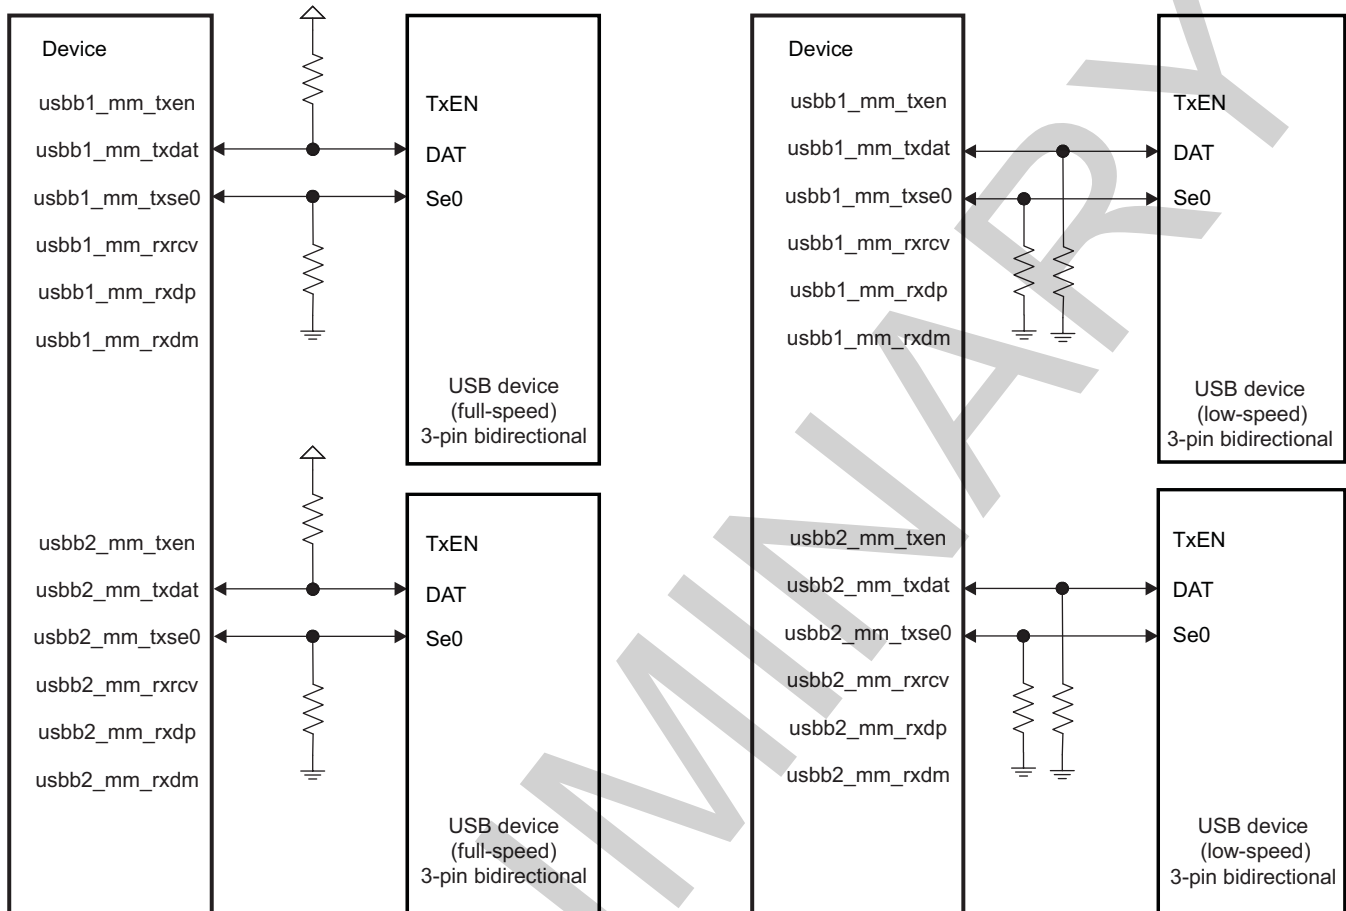 Device
usbb1_mm_txen
usbb1_mm_txdat
usbb1_mm_txse0
usbb1_mm_rxrcv
usbb1_mm_rxdp
usbb1_mm_rxdm
TxEN
DAT
Se0
USB device
(full-speed)
3-pin bidirectional
usbb2_mm_txen
usbb2_mm_txdat
usbb2_mm_txse0
usbb2_mm_rxrcv
usbb2_mm_rxdp
usbb2_mm_rxdm
TxEN
DAT
Se0
USB device
(full-speed)
3-pin bidirectional
Device
usbb1_mm_txen
usbb1_mm_txdat
usbb1_mm_txse0
usbb1_mm_rxrcv
usbb1_mm_rxdp
usbb1_mm_rxdm
TxEN
DAT
Se0
USB device
(low-speed)
3-pin bidirectional
usbb2_mm_txen
usbb2_mm_txdat
usbb2_mm_txse0
usbb2_mm_rxrcv
usbb2_mm_rxdp
usbb2_mm_rxdm
TxEN
DAT
Se0
USB device
(low-speed)
3-pin bidirectional
IMINARY